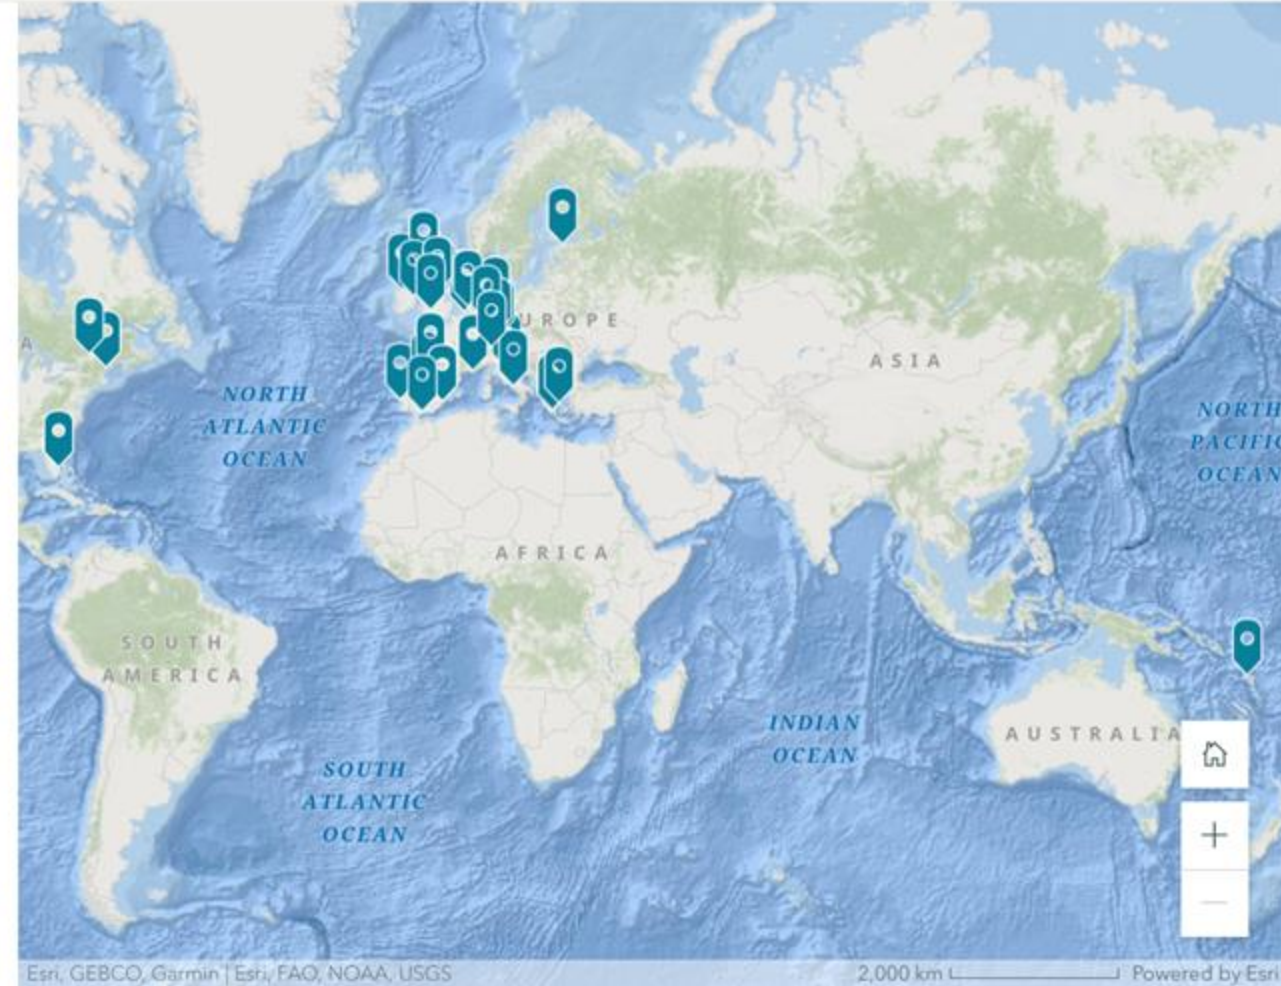 UROPE
A
ASIA
NORTH
ATLANTIC
OCEAN
NORTH
PACIFIC
OCEAN
AFRICA
SOUTH
AMERICA
INDIAN
OCEAN
AUSTRALIA
SOUTH
ATLANTIC
OCEAN
Esri, GEBCO, Garmin | Esri, FAO, NOAA, USGS
2,000 km
Powered by Esri